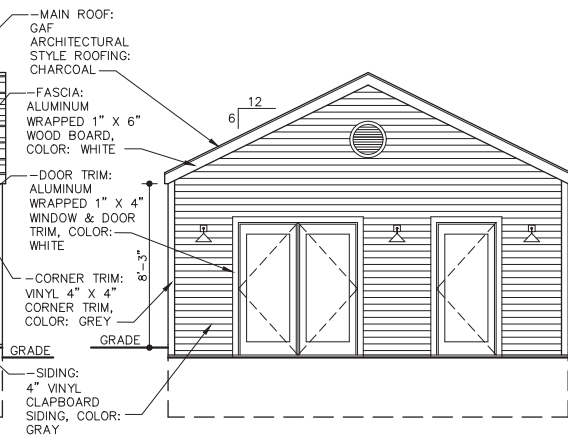 MAIN ROOF:
GAF
ARCHITECTURAL
STYLE ROOFING:
CHARCOAL
FASCIA:
ALUMINUM
WRAPPED 1" X 6"
WOOD BOARD,
COLOR: WHITE
DOOR TRIM:
ALUMINUM
WRAPPED 1" X 4"
WINDOW & DOOR
TRIM, COLOR:
WHITE
CORNER TRIM:
VINYL 4" X 4"
CORNER TRIM,
COLOR: GREY
GRADE
SIDING:
4" VINYL
CLAPBOARD
SIDING, COLOR:
GRAY
12
6
8'-3"
GRADE